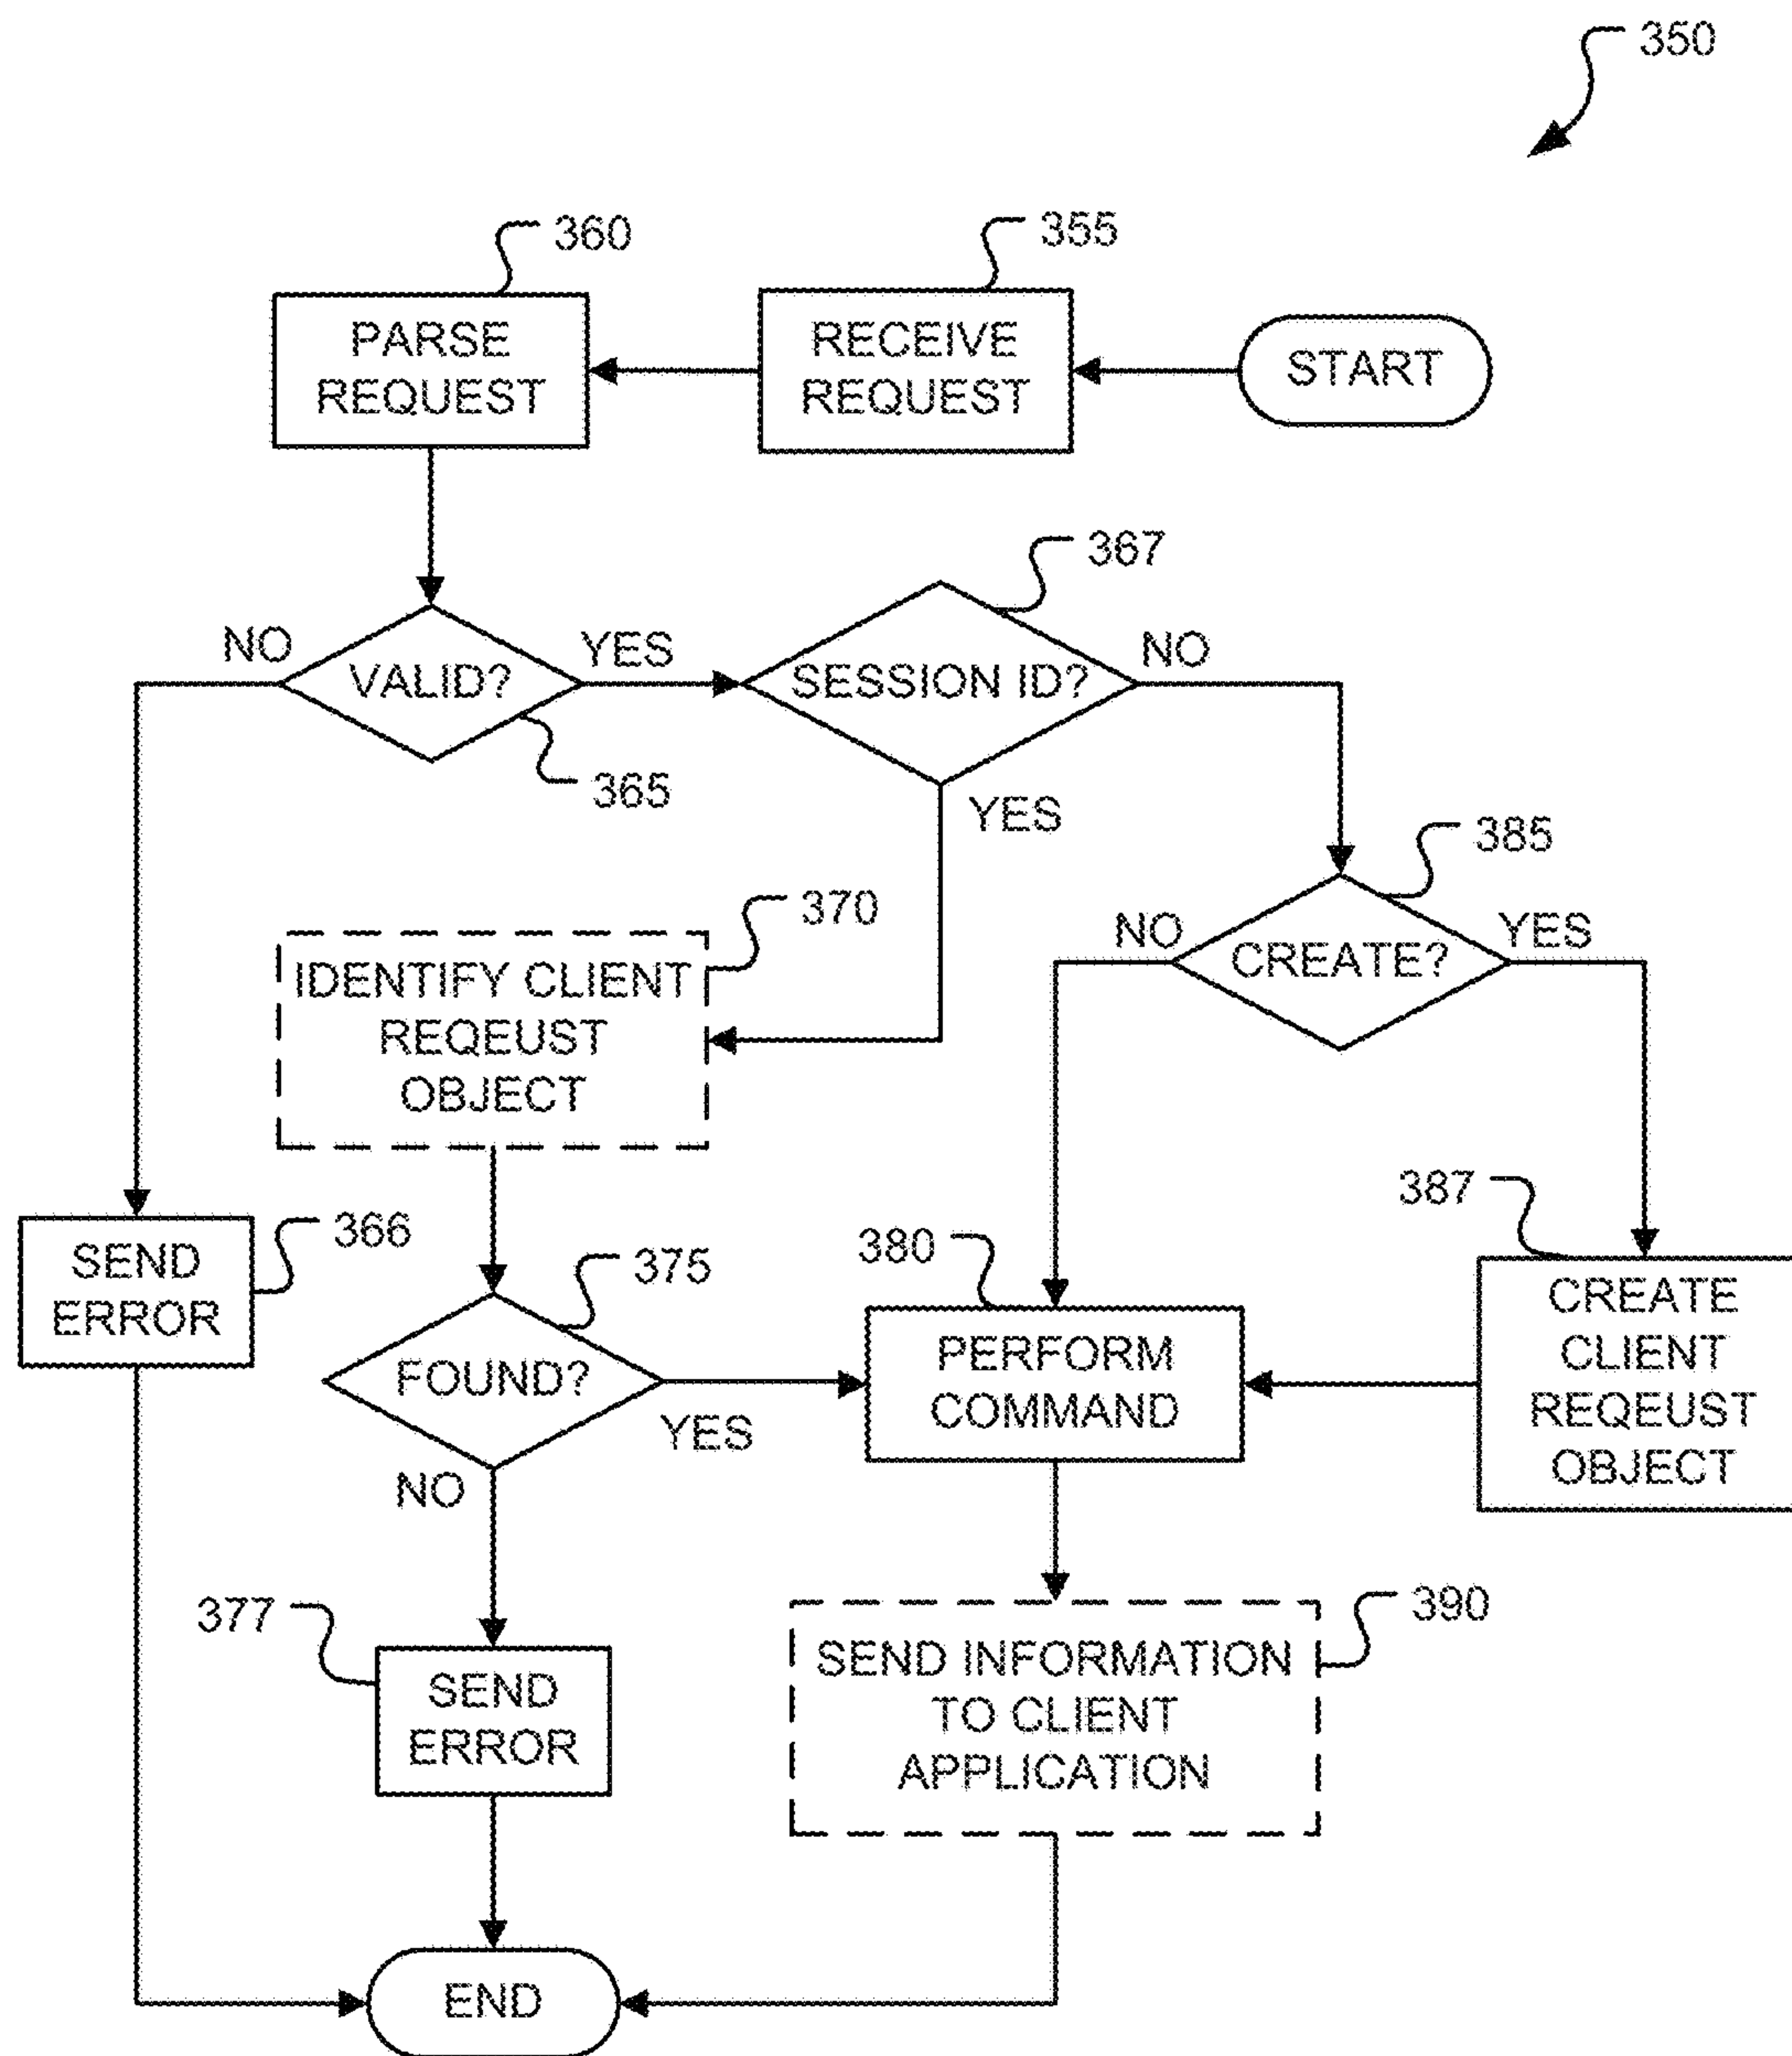 350
360
355
PARSE
REQUEST
RECEIVE
REQUEST
START
367
NO
VALID?
YES
SESSION ID?
NO
365
YES
385
370
NO
CREATE?
YES
IDENTIFY CLIENT
REQEUST
OBJECT
387
366
380
375
SEND
ERROR
FOUND?
YES
NO
PERFORM
COMMAND
CREATE
CLIENT
REQEUST
OBJECT
377
390
SEND
ERROR
SEND INFORMATION
TO CLIENT
APPLICATION
END